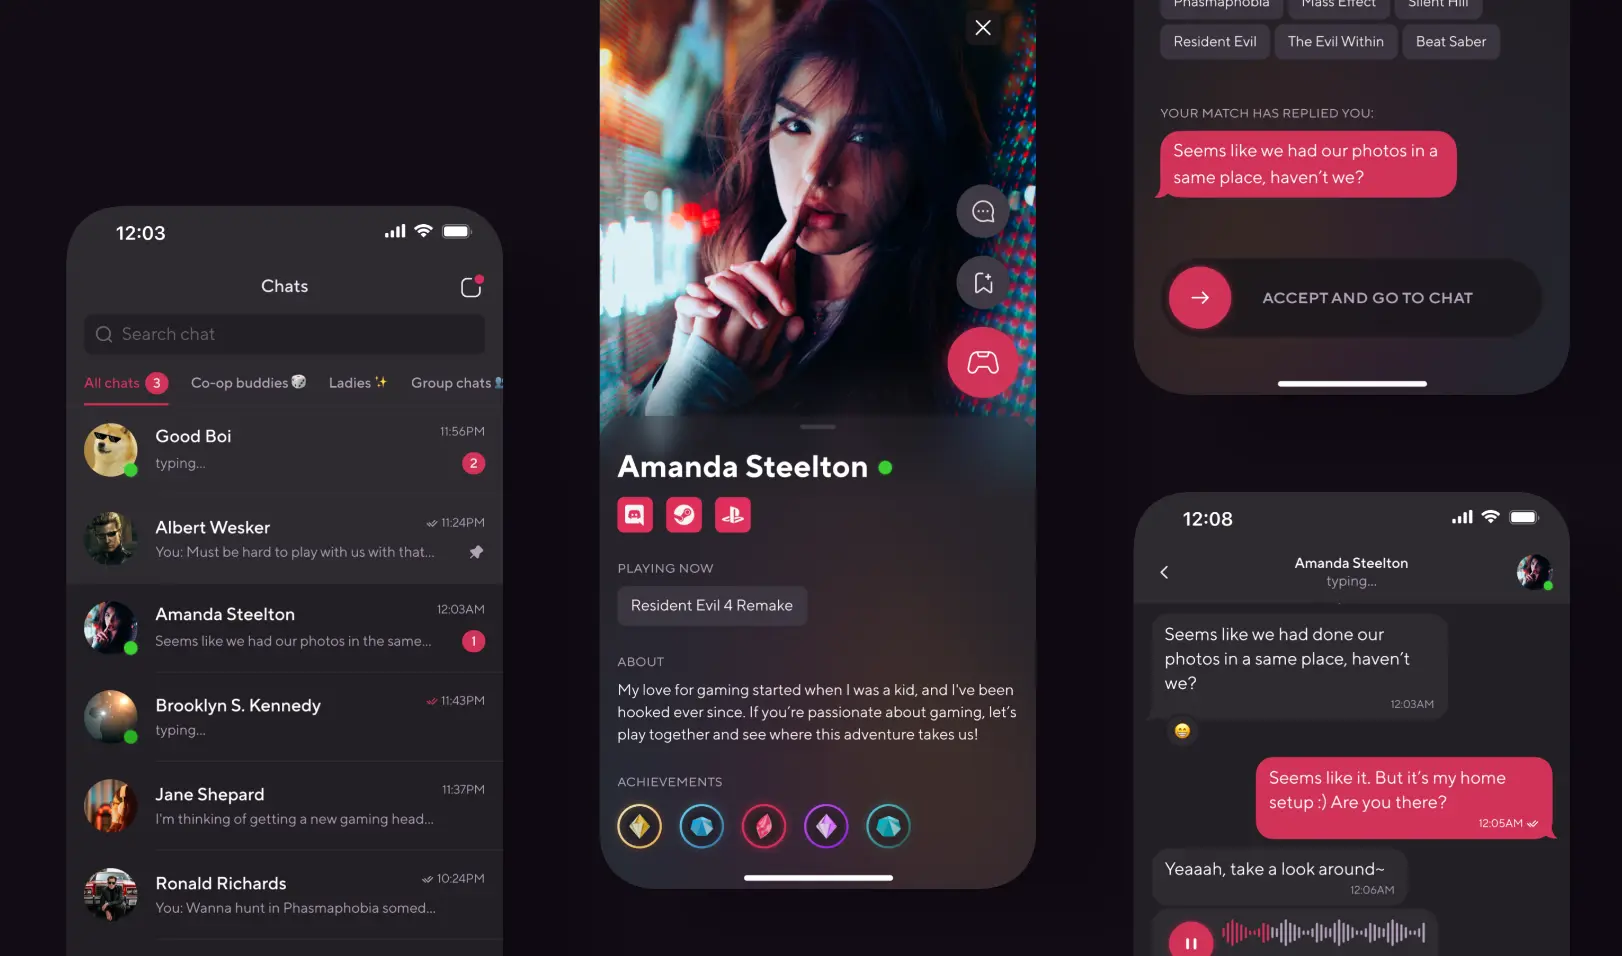 12:03
Chats
Search chat
All chats 3 Co-op buddies Ladies Group chats
Good Boi 11:56PM
typing... 2
Albert Wesker 11:24PM
You: Must be hard to play with us with that...
Amanda Steelton 12:03AM
Seems like we had our photos in the same... 1
Brooklyn S. Kennedy 11:43PM
typing...
Jane Shepard 11:37PM
I'm thinking of getting a new gaming head...
Ronald Richards 10:24PM
You: Wanna hunt in Phasmaphobia somed...
Amanda Steelton
PLAYING NOW
Resident Evil 4 Remake
ABOUT
My love for gaming started when I was a kid, and I've been
hooked ever since. If you’re passionate about gaming, let’s
play together and see where this adventure takes us!
ACHIEVEMENTS
Phasmaphobia Mass Effect Silent Hill
Resident Evil The Evil Within Beat Saber
YOUR MATCH HAS REPLIED YOU:
Seems like we had our photos in a
same place, haven’t we?
ACCEPT AND GO TO CHAT
12:08
Amanda Steelton
typing...
Seems like we had done our
photos in a same place, haven’t
we?
12:03AM
Seems like it. But it’s my home
setup :) Are you there?
12:05AM
Yeaaah, take a look around~
12:06AM